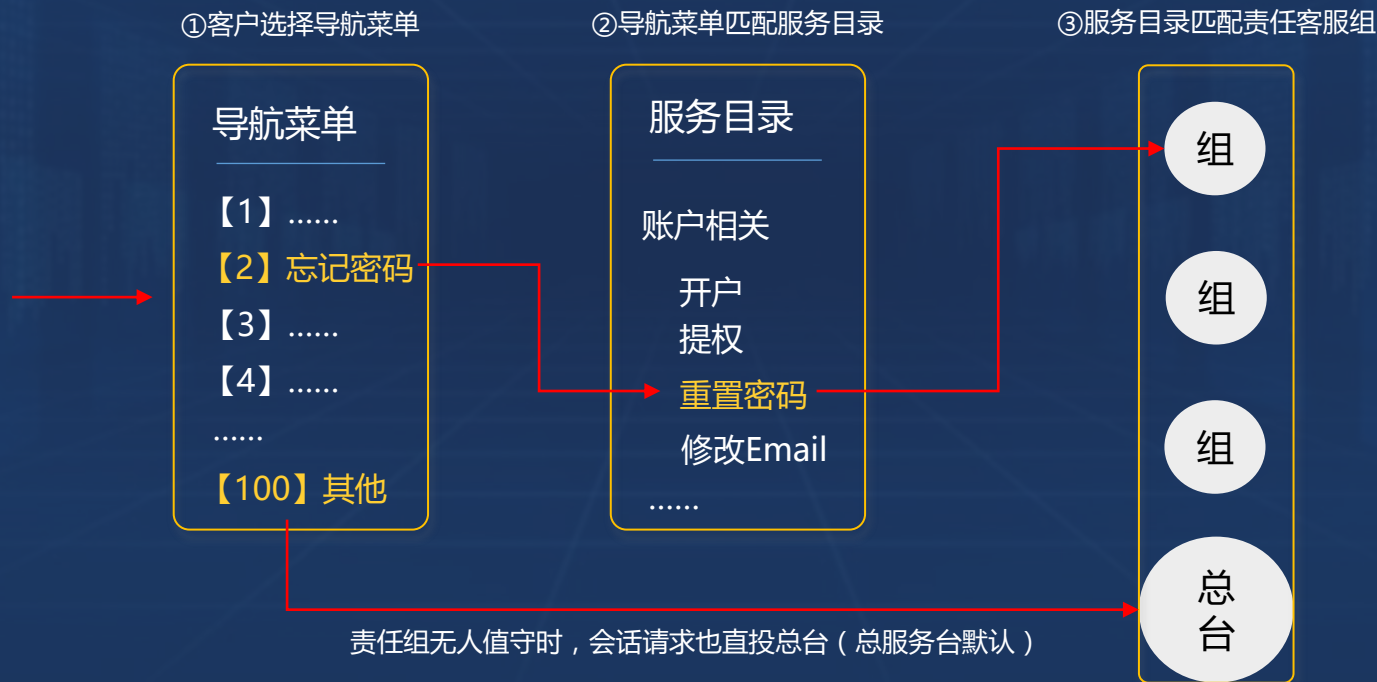 ①客户选择导航菜单
②导航菜单匹配服务目录
③服务目录匹配责任客服组
导航菜单
【1】……
【2】忘记密码
【3】……
【4】……
……
【100】其他
服务目录
账户相关
开户
提权
重置密码
修改Email
……
组
组
组
总
台
责任组无人值守时，会话请求也直投总台（总服务台默认）